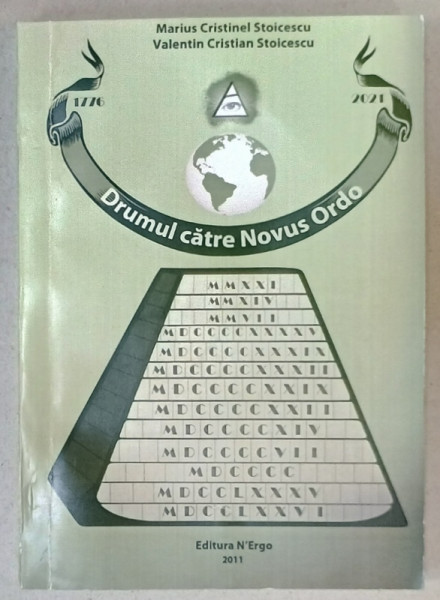 Marius Cristinel Stoicescu
Valentin Cristian Stoicescu
1776
2021
Drumul către Novus Ordo
MMXXI
MMXIV
MMVII
MDCCCCXXXXV
MDCCCCXXXIX
MDCCCCXXXII
MDCCCCXXIX
MDCCCCXXII
MDCCCCXIV
MDCCCCVII
MDCCCC
MDCCLXXXV
MDCCLXXVI
Editura N'Ergo
2011